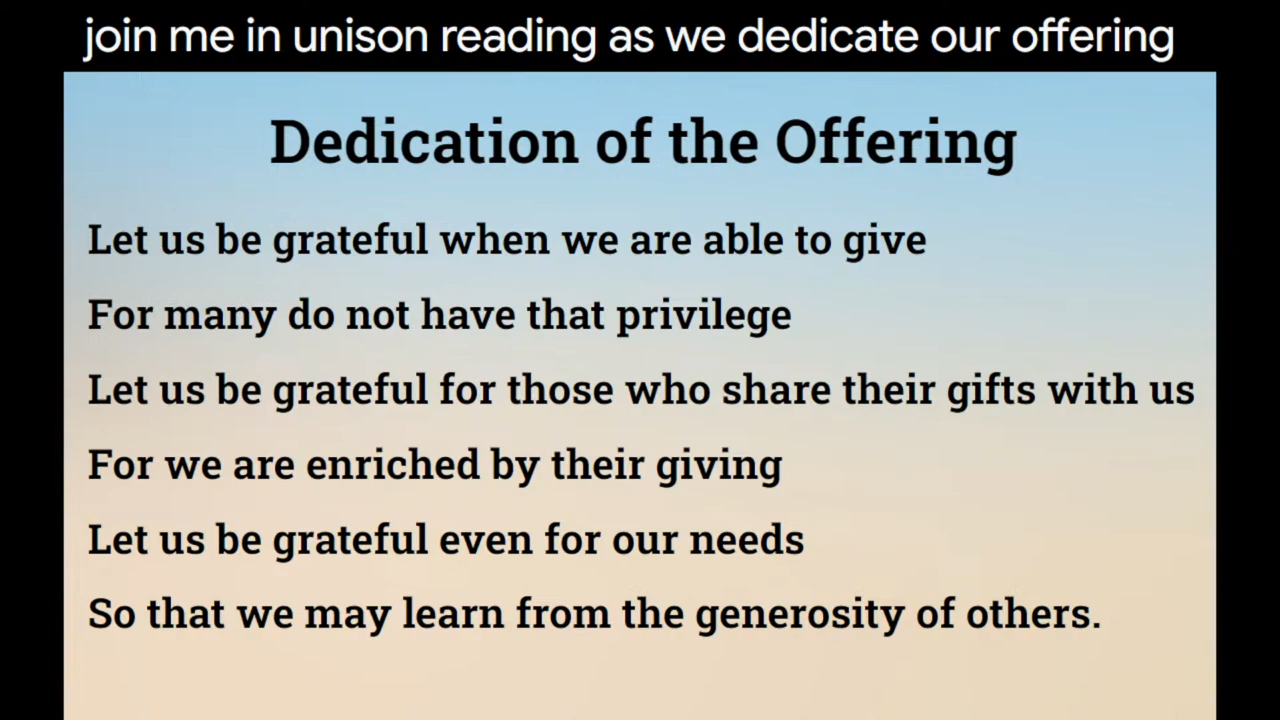 join me in unison reading as we dedicate our offering
Dedication of the Offering
Let us be grateful when we are able to give
For many do not have that privilege
Let us be grateful for those who share their gifts with us
For we are enriched by their giving
Let us be grateful even for our needs
So that we may learn from the generosity of others.